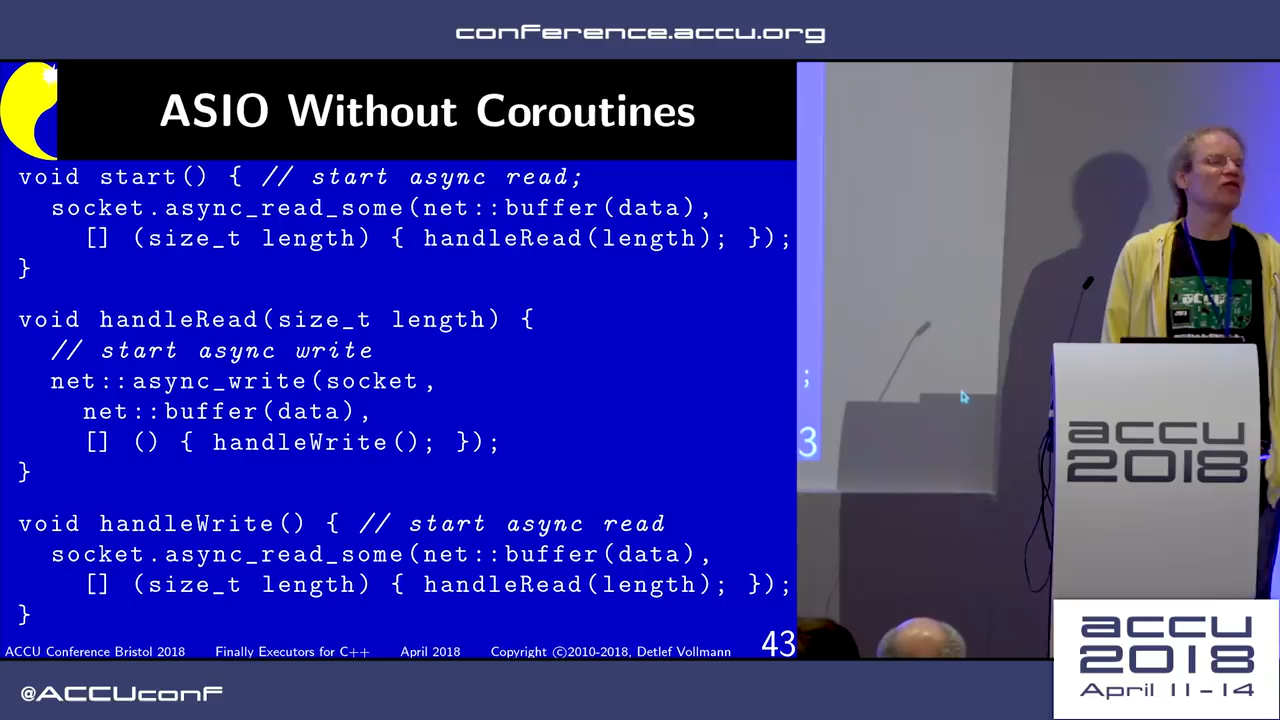 conference.accu.org
ASIO Without Coroutines
void start() { // start async read;
socket.async_read_some(net::buffer(data),
[] (size_t length) { handleRead(length); });
}
void handleRead(size_t length) {
// start async write
net::async_write(socket,
net::buffer(data),
[] () { handleWrite(); });
}
void handleWrite() { // start async read
socket.async_read_some(net::buffer(data),
[] (size_t length) { handleRead(length); });
}
ACCU Conference Bristol 2018 Finally Executors for C++ April 2018 Copyright ©2010-2018, Detlef Vollmann 43
;
3
accu
2018
accu
2018
April 11-14
@ACCUconf